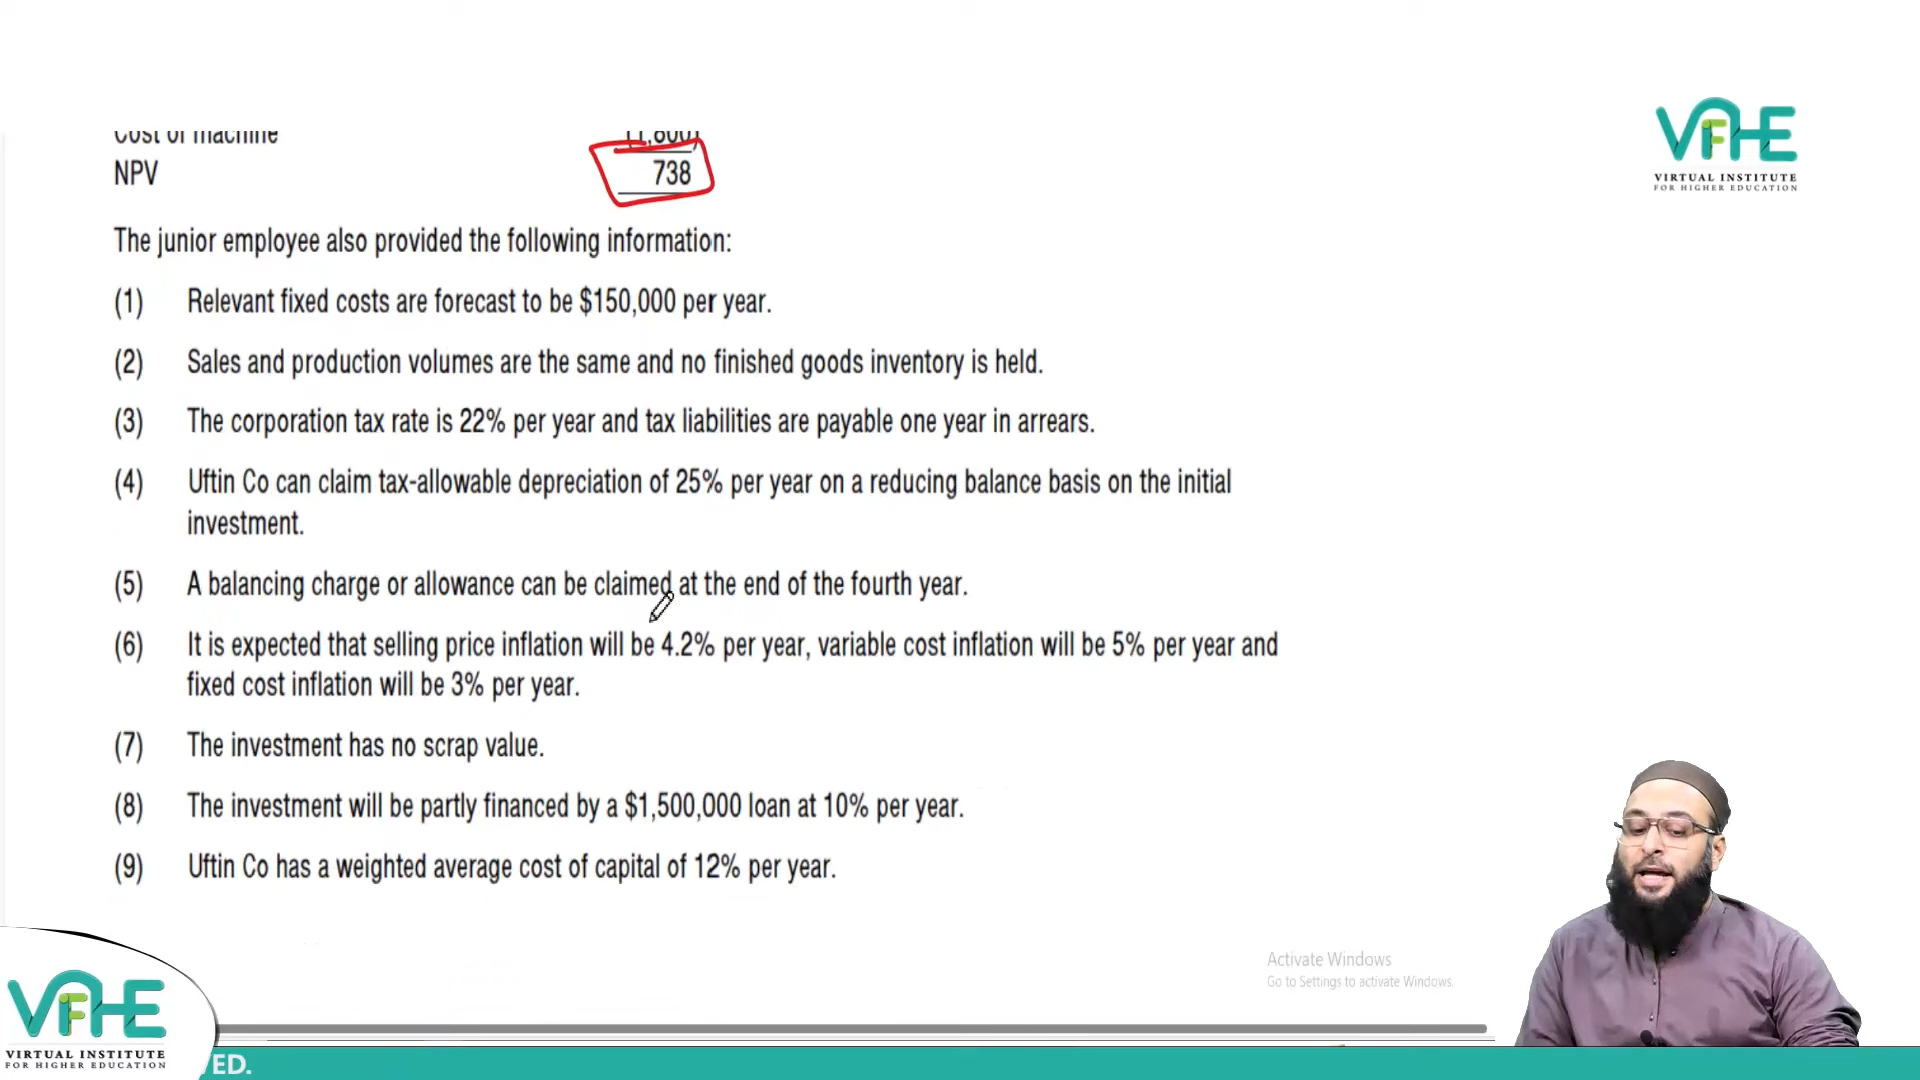 Cost of machine (1,800)
NPV 738
The junior employee also provided the following information:
(1) Relevant fixed costs are forecast to be $150,000 per year.
(2) Sales and production volumes are the same and no finished goods inventory is held.
(3) The corporation tax rate is 22% per year and tax liabilities are payable one year in arrears.
(4) Uftin Co can claim tax-allowable depreciation of 25% per year on a reducing balance basis on the initial
investment.
(5) A balancing charge or allowance can be claimed at the end of the fourth year.
(6) It is expected that selling price inflation will be 4.2% per year, variable cost inflation will be 5% per year and
fixed cost inflation will be 3% per year.
(7) The investment has no scrap value.
(8) The investment will be partly financed by a $1,500,000 loan at 10% per year.
(9) Uftin Co has a weighted average cost of capital of 12% per year.
VIFHE
VIRTUAL INSTITUTE
FOR HIGHER EDUCATION
Activate Windows
Go to Settings to activate Windows.
VIFHE
VIRTUAL INSTITUTE
FOR HIGHER EDUCATION
VED.